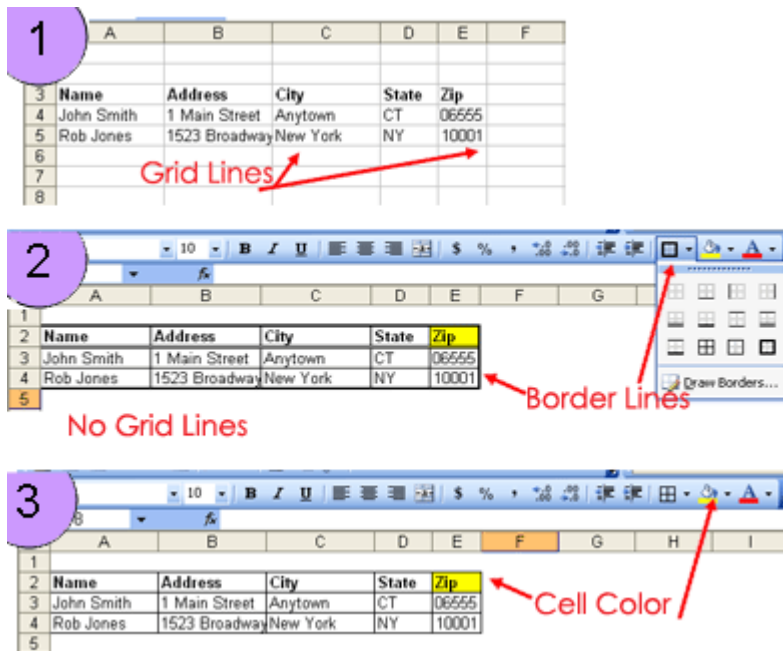 1
A B C D E F
3 Name Address City State Zip
4 John Smith 1 Main Street Anytown CT 06555
5 Rob Jones 1523 Broadway New York NY 10001
6
7
8
Grid Lines
2
10 B I U $ % , A
fx
A B C D E F G
1
2 Name Address City State Zip
3 John Smith 1 Main Street Anytown CT 06555
4 Rob Jones 1523 Broadway New York NY 10001
5
Draw Borders...
Border Lines
No Grid Lines
3
10 B I U $ % , A
fx
A B C D E F G H I
1
2 Name Address City State Zip
3 John Smith 1 Main Street Anytown CT 06555
4 Rob Jones 1523 Broadway New York NY 10001
5
Cell Color